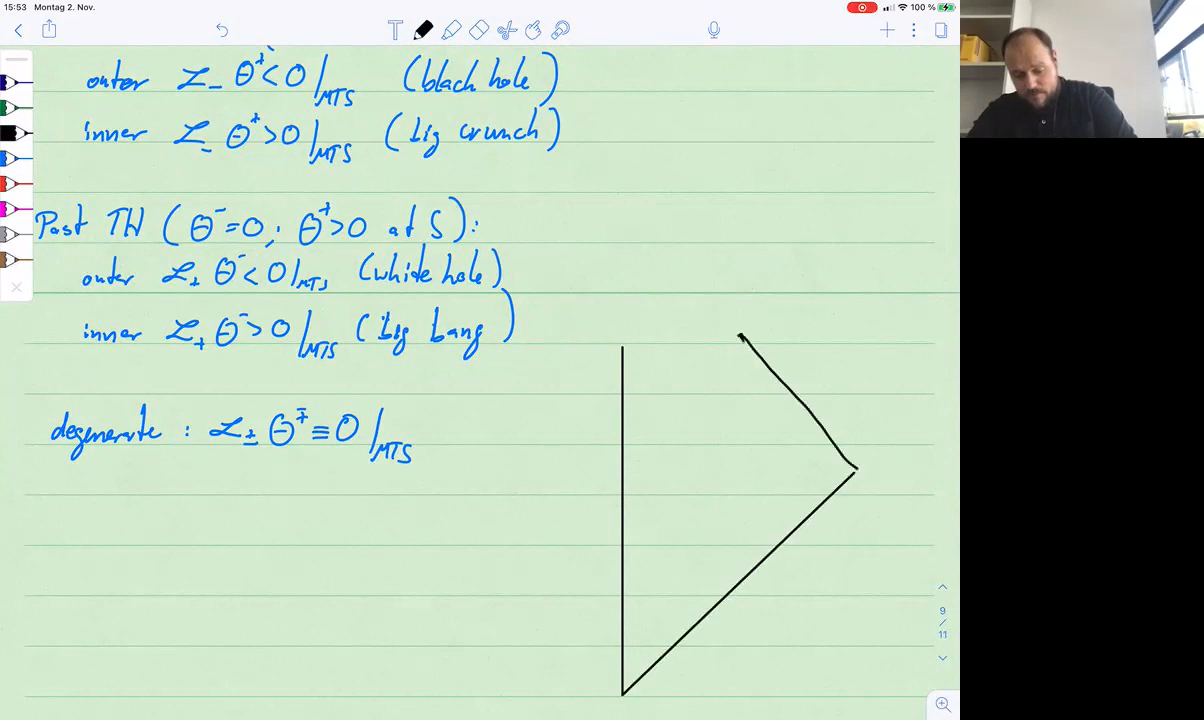 15:53 Montag 2. Nov. 100 %
outer ℒ₋ Θ⁺ < 0 |MTS (black hole)
inner ℒ₋ Θ⁺ > 0 |MTS (big crunch)
Past TH (Θ⁻ = 0, Θ⁺ > 0 at S):
outer ℒ₊ Θ⁻ < 0 |MTS (white hole)
inner ℒ₊ Θ⁻ > 0 |MTS (big bang)
degenerate : ℒ± Θ∓ ≡ 0 |MTS
9
/
11